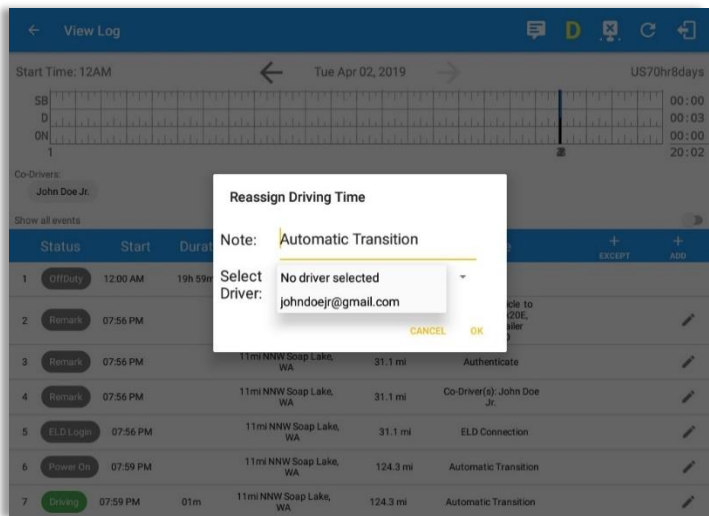 View Log
D
Start Time: 12AM
Tue Apr 02, 2019
US70hr8days
SB
00:00
D
00:03
ON
00:00
1
20:02
Co-Drivers:
John Doe Jr.
Show all events
Reassign Driving Time
Note: Automatic Transition
Select Driver:
No driver selected
johndoejr@gmail.com
CANCEL OK
Status Start
EXCEPT
ADD
1 OffDuty 12:00 AM
2 Remark 07:56 PM
3 Remark 07:56 PM 11mi NNW Soap Lake, WA 31.1 mi Authenticate
4 Remark 07:56 PM 11mi NNW Soap Lake, WA 31.1 mi Co-Driver(s): John Doe Jr.
5 ELD Login 07:56 PM 11mi NNW Soap Lake, WA 31.1 mi ELD Connection
6 Power On 07:59 PM 11mi NNW Soap Lake, WA 124.3 mi Automatic Transition
7 Driving 07:59 PM 01m 11mi NNW Soap Lake, WA 124.3 mi Automatic Transition